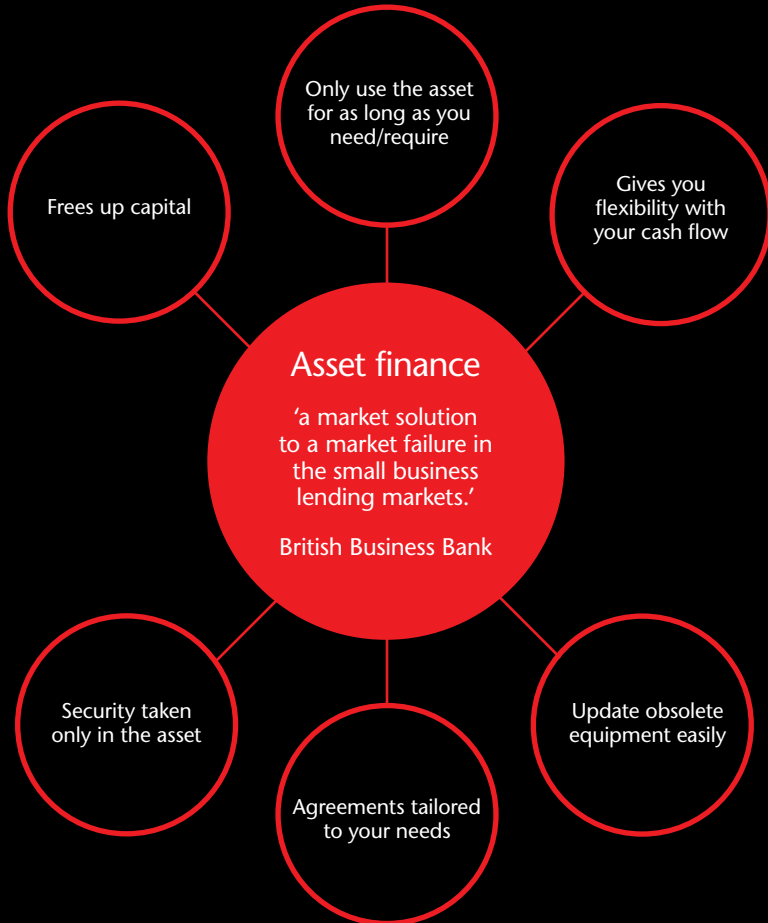 Only use the asset
for as long as you
need/require
Frees up capital
Gives you
flexibility with
your cash flow
Asset finance
‘a market solution
to a market failure in
the small business
lending markets.’
British Business Bank
Security taken
only in the asset
Update obsolete
equipment easily
Agreements tailored
to your needs